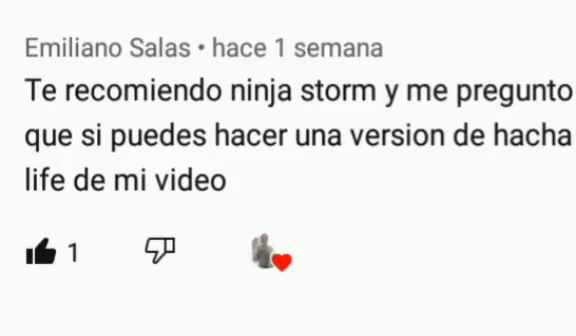 Emiliano Salas • hace 1 semana
Te recomiendo ninja storm y me pregunto
que si puedes hacer una version de hacha
life de mi video
1